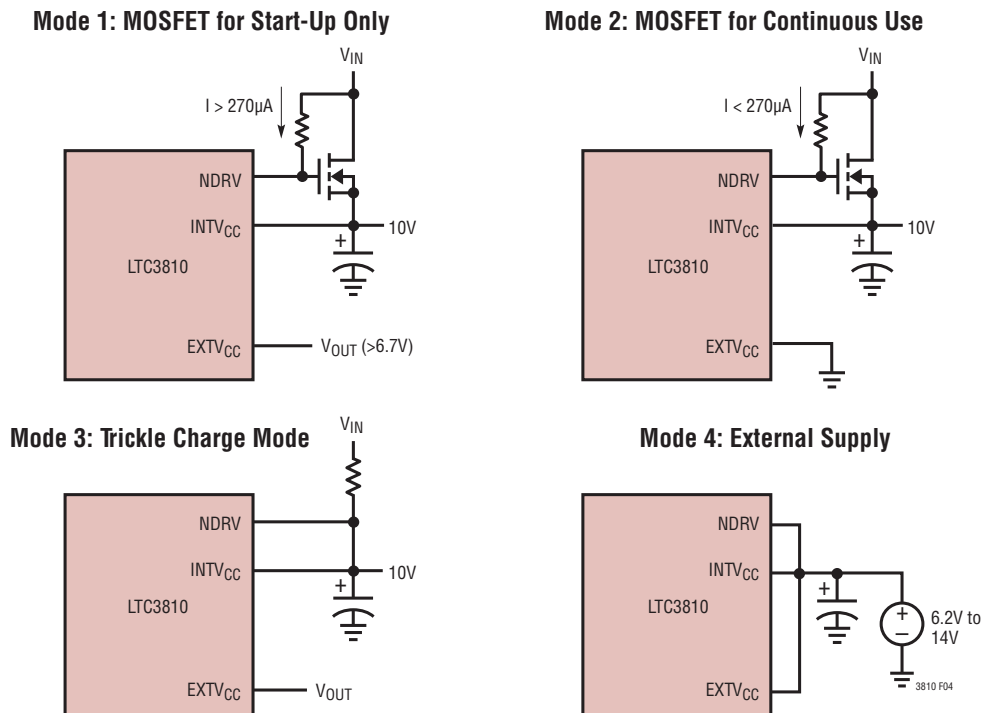 Mode 1: MOSFET for Start-Up Only
VIN
I > 270µA
NDRV
INTVCC
10V
+
LTC3810
EXTVCC
VOUT (>6.7V)
Mode 2: MOSFET for Continuous Use
VIN
I < 270µA
NDRV
INTVCC
10V
+
LTC3810
EXTVCC
Mode 3: Trickle Charge Mode
VIN
NDRV
INTVCC
10V
+
LTC3810
EXTVCC
VOUT
Mode 4: External Supply
NDRV
INTVCC
+
LTC3810
+
–
6.2V to
14V
EXTVCC
3810 F04